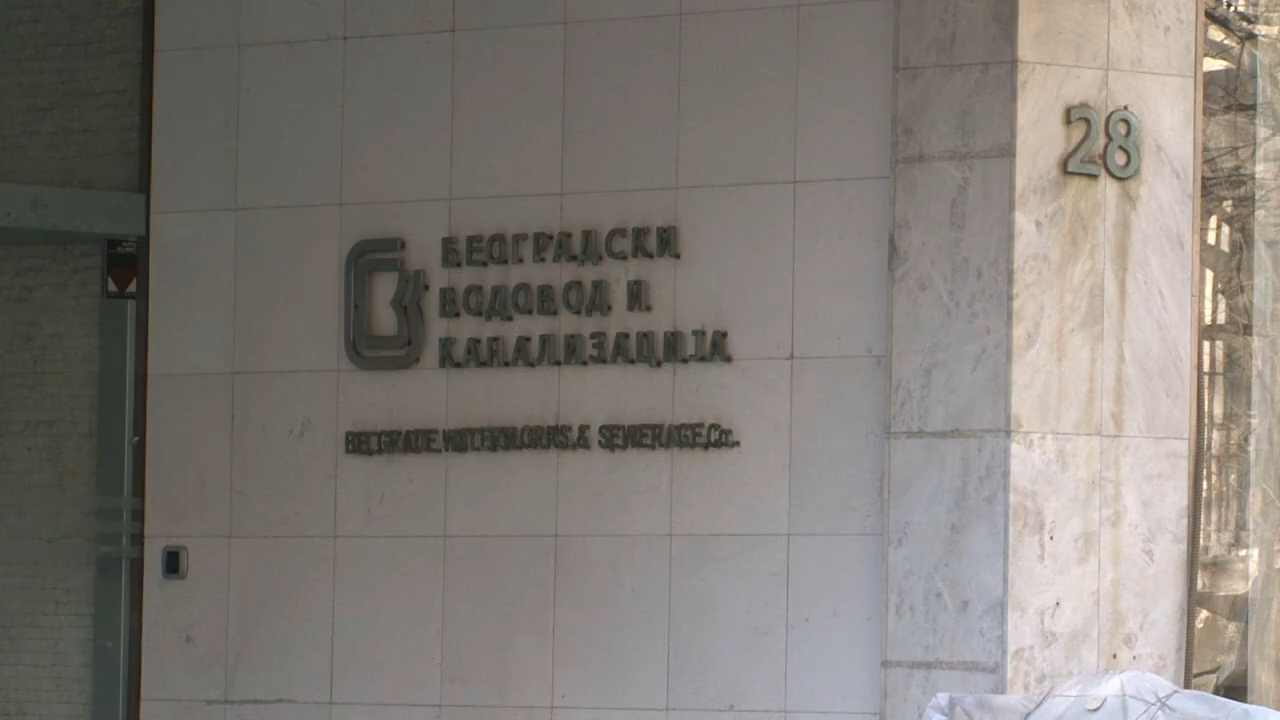 БЕОГРАДСКИ
ВОДОВОД И
КАНАЛИЗАЦИЈА
BELGRADE WATERWORKS & SEWERAGE Co.
28